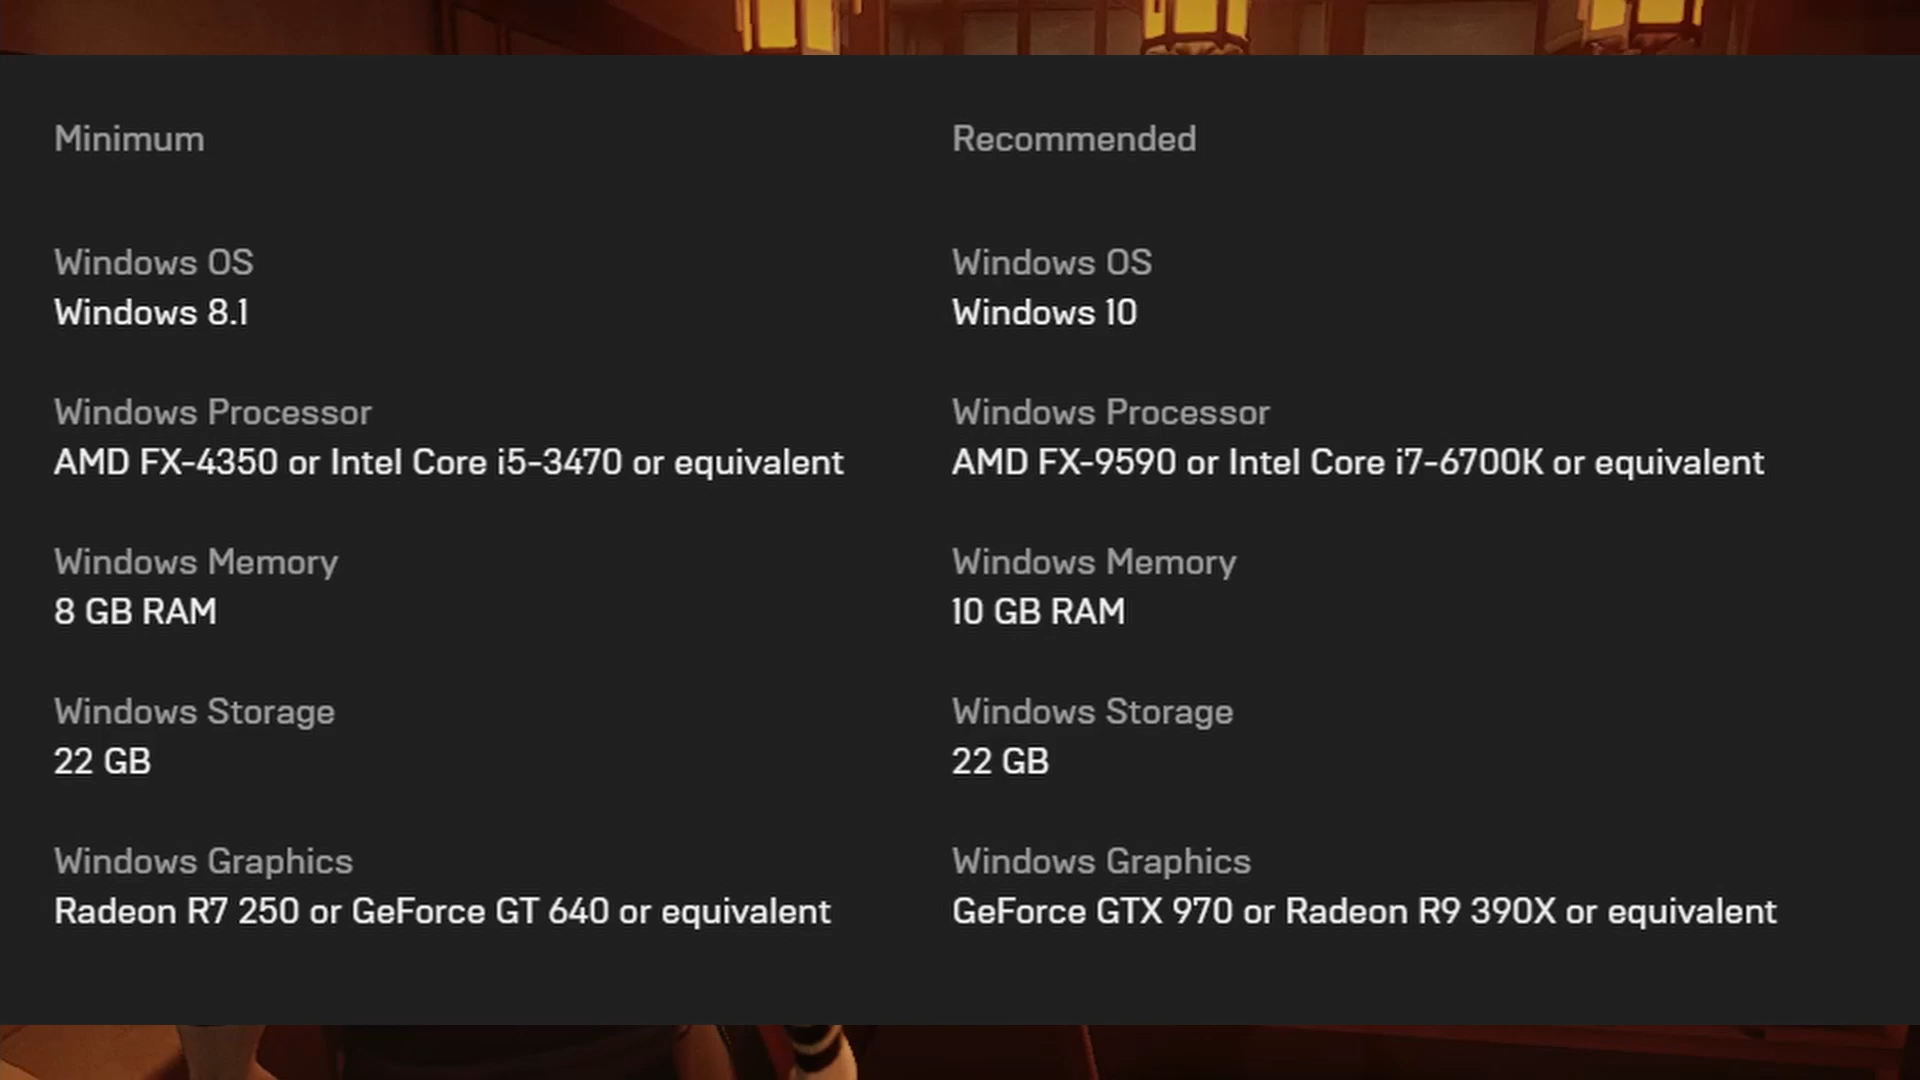 Minimum
Windows OS
Windows 8.1
Windows Processor
AMD FX-4350 or Intel Core i5-3470 or equivalent
Windows Memory
8 GB RAM
Windows Storage
22 GB
Windows Graphics
Radeon R7 250 or GeForce GT 640 or equivalent
Recommended
Windows OS
Windows 10
Windows Processor
AMD FX-9590 or Intel Core i7-6700K or equivalent
Windows Memory
10 GB RAM
Windows Storage
22 GB
Windows Graphics
GeForce GTX 970 or Radeon R9 390X or equivalent